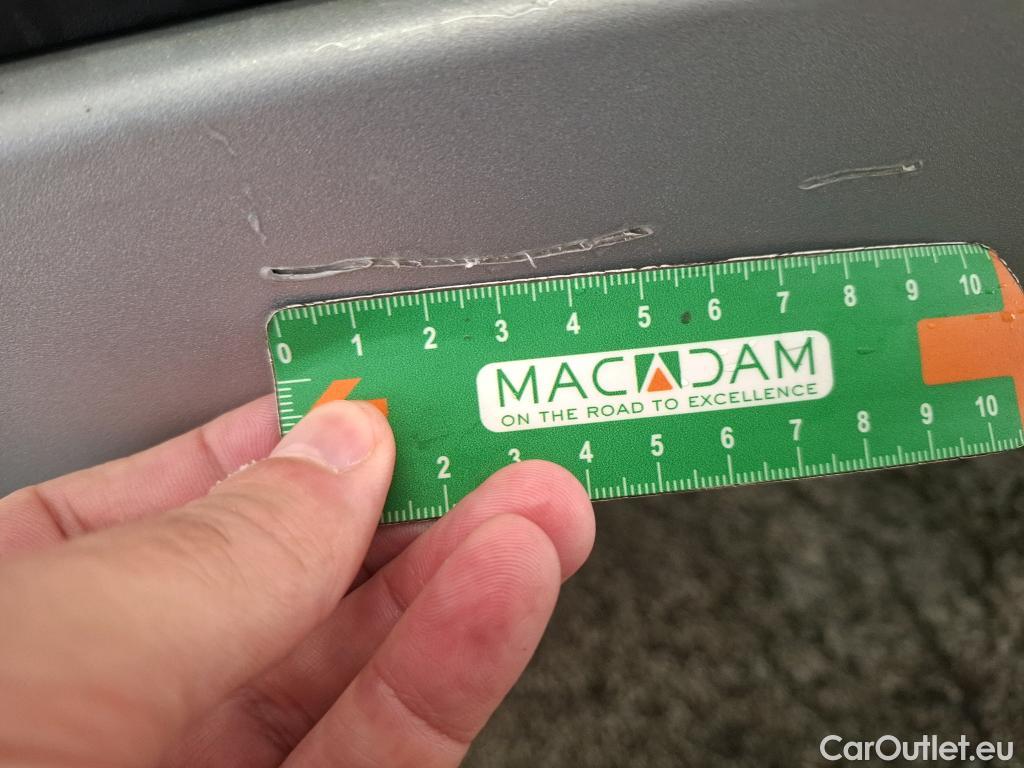 0 1 2 3 4 5 6 7 8 9 10
MACADAM
ON THE ROAD TO EXCELLENCE
2 3 4 5 6 7 8 9 10
CarOutlet.eu